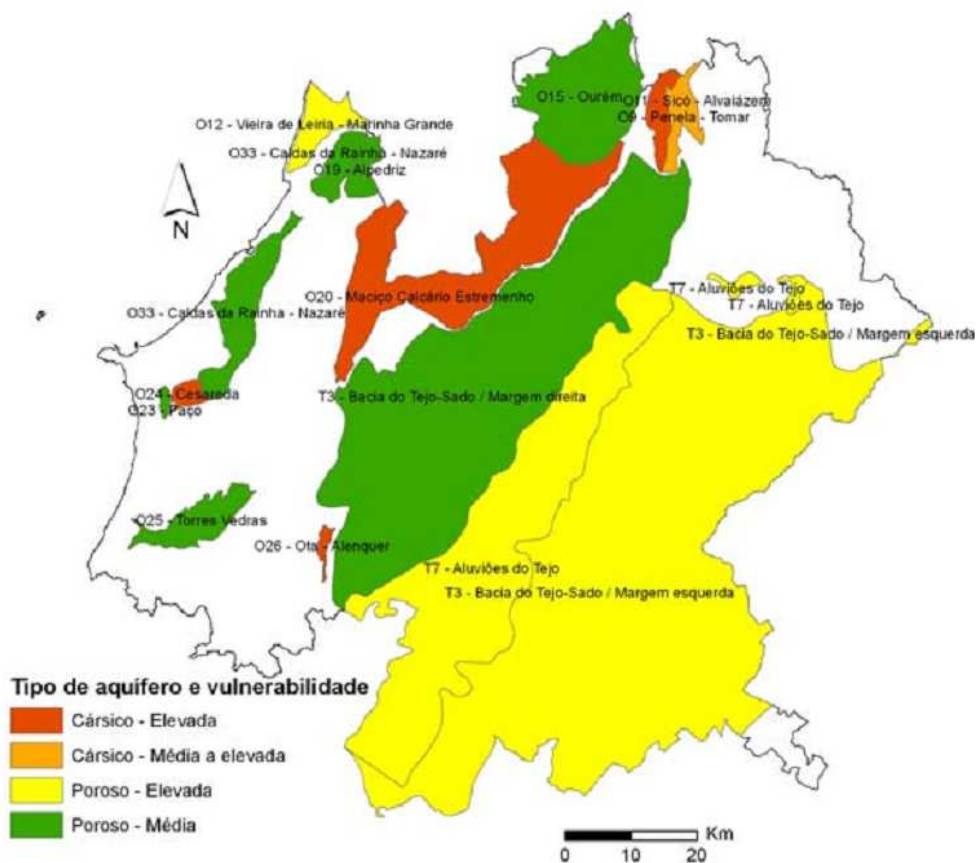 O15 - Ourém
O11 - Sicó - Alvaiázere
O9 - Penela - Tomar
O12 - Vieira de Leiria - Marinha Grande
O33 - Caldas da Rainha - Nazaré
O19 - Alpedriz
N
T7 - Aluviões do Tejo
O20 - Maciço Calcário Estremenho
T7 - Aluviões do Tejo
O33 - Caldas da Rainha - Nazaré
T3 - Bacia do Tejo-Sado / Margem esquerda
O24 - Cesareda
T3 - Bacia do Tejo-Sado / Margem direita
O23 - Paço
O25 - Torres Vedras
O26 - Ota - Alenquer
T7 - Aluviões do Tejo
T3 - Bacia do Tejo-Sado / Margem esquerda
Tipo de aquífero e vulnerabilidade
Cársico - Elevada
Cársico - Média a elevada
Poroso - Elevada
Poroso - Média
Km
0 10 20